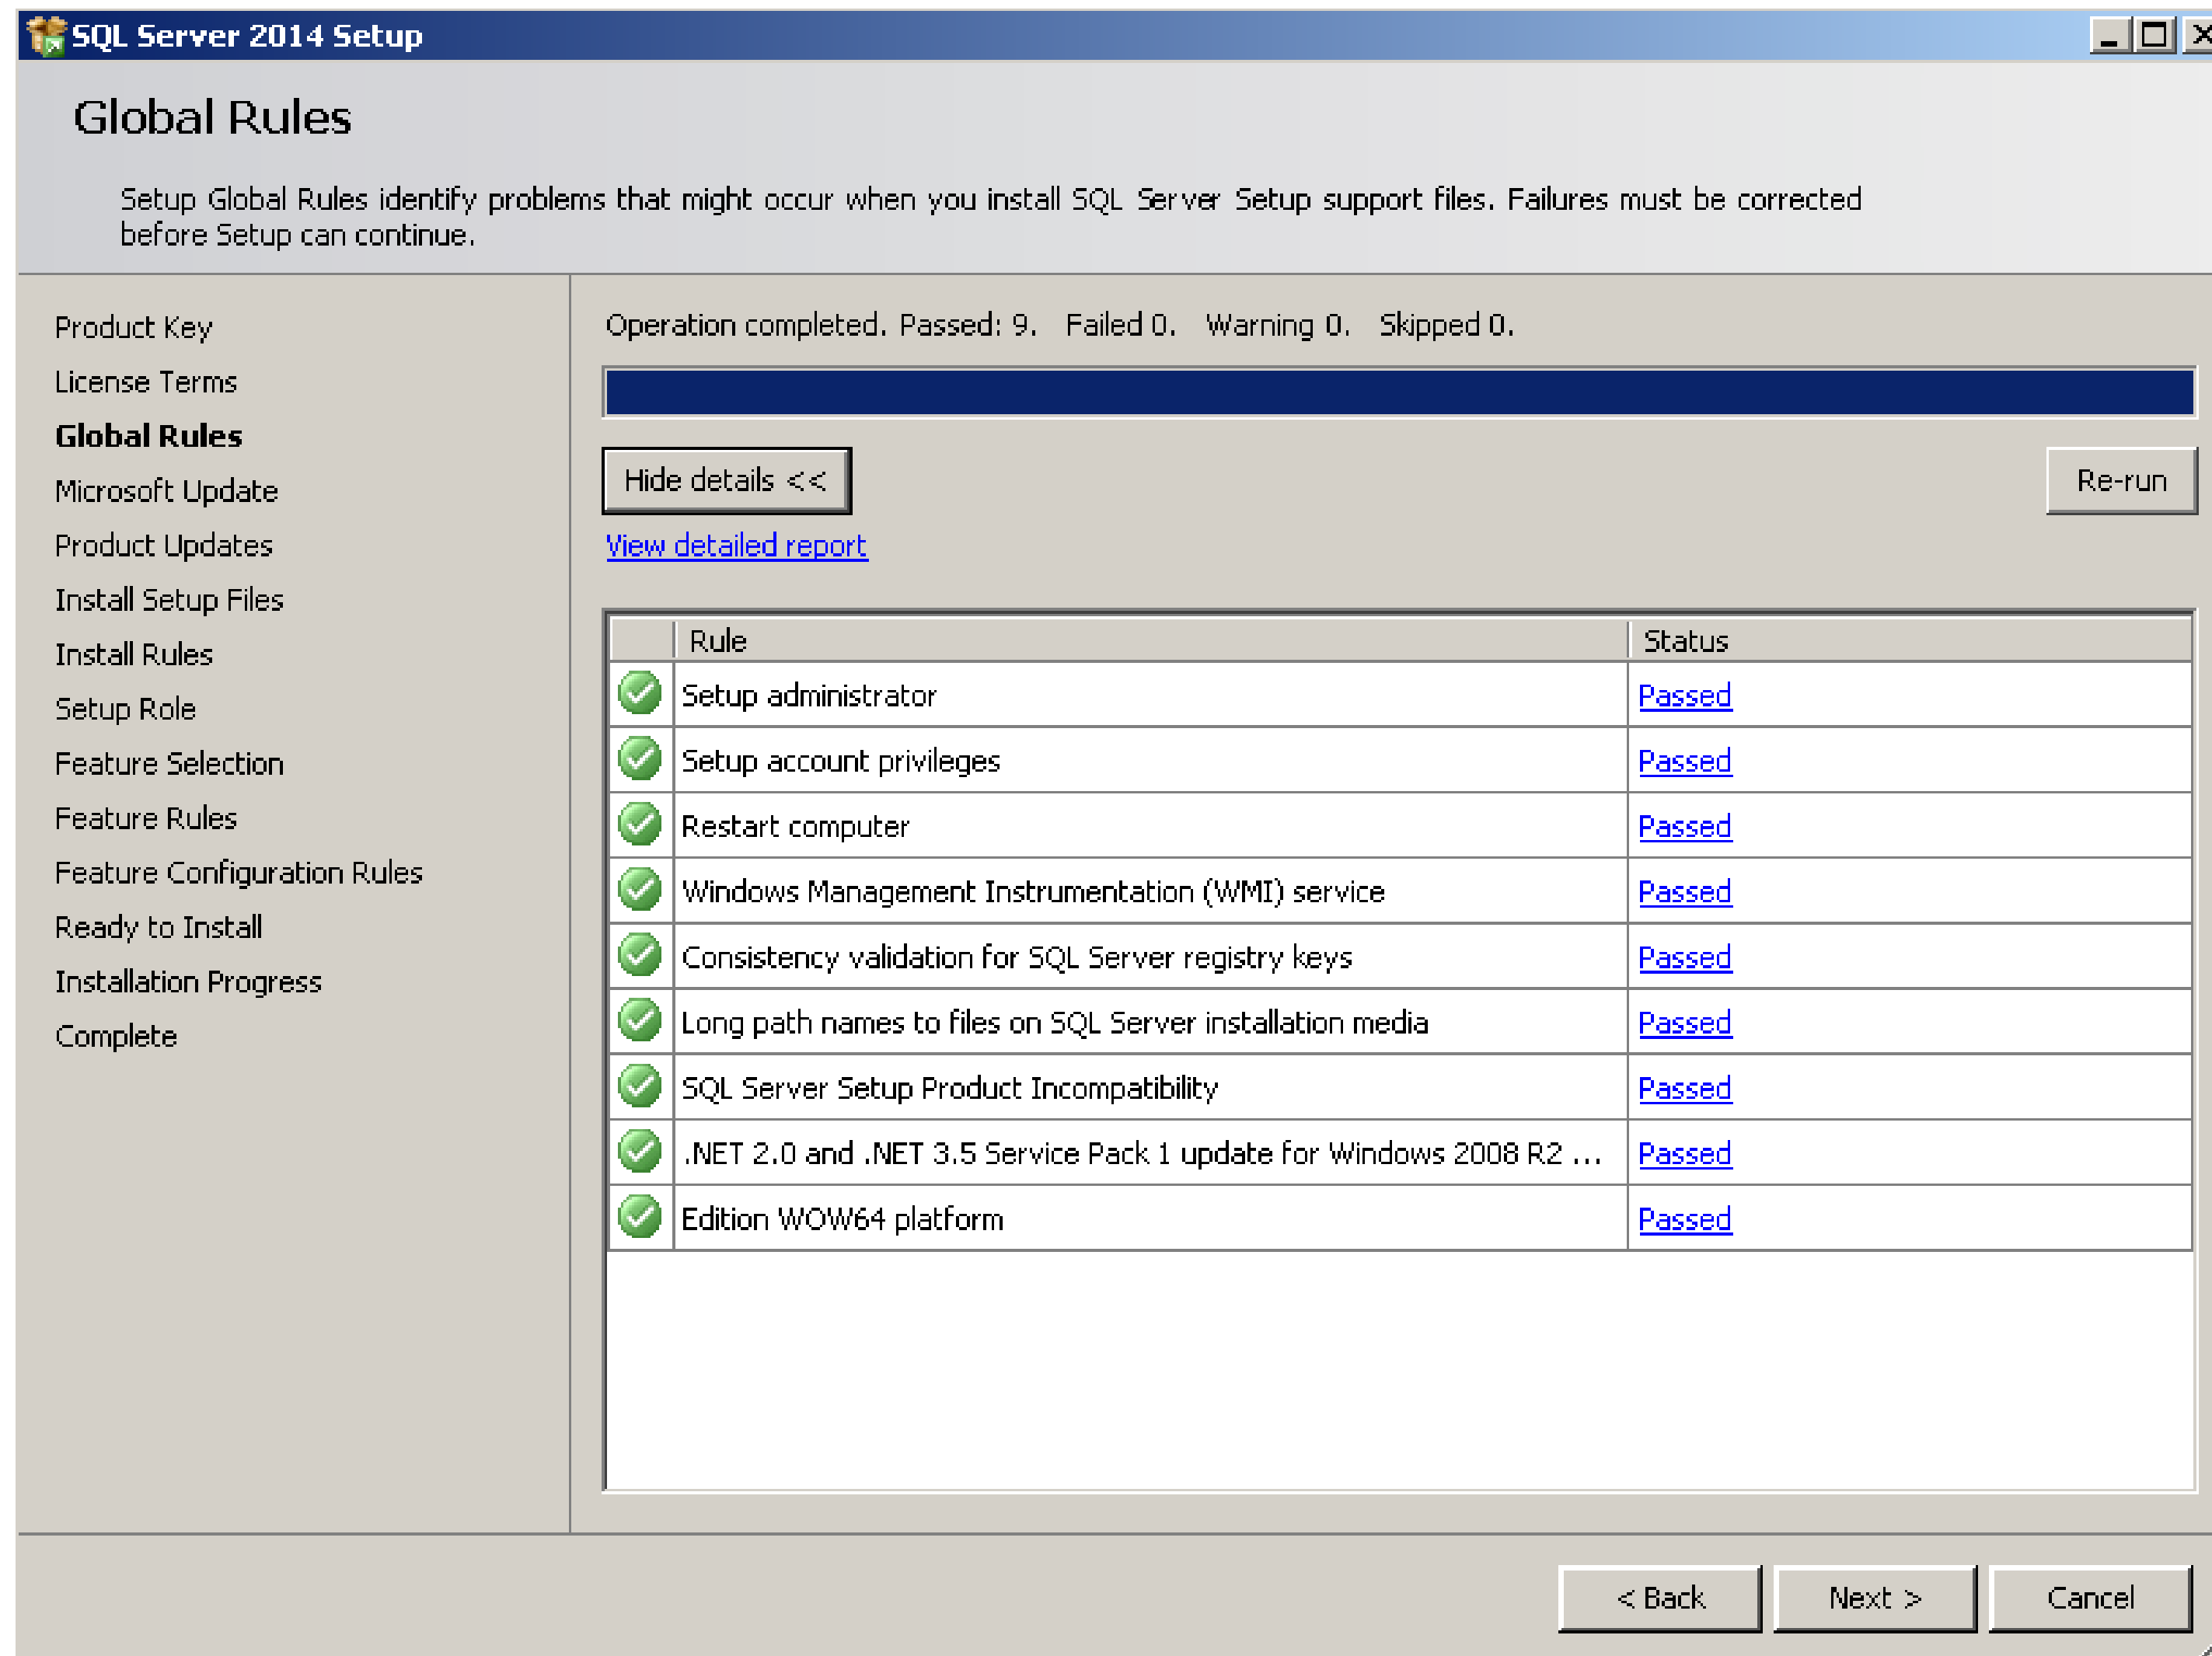 SQL Server 2014 Setup
Global Rules
Setup Global Rules identify problems that might occur when you install SQL Server Setup support files. Failures must be corrected
before Setup can continue.
Product Key
License Terms
Global Rules
Microsoft Update
Product Updates
Install Setup Files
Install Rules
Setup Role
Feature Selection
Feature Rules
Feature Configuration Rules
Ready to Install
Installation Progress
Complete
Operation completed. Passed: 9.   Failed 0.   Warning 0.   Skipped 0.
Hide details <<
Re-run
View detailed report
Rule Status
Setup administrator Passed
Setup account privileges Passed
Restart computer Passed
Windows Management Instrumentation (WMI) service Passed
Consistency validation for SQL Server registry keys Passed
Long path names to files on SQL Server installation media Passed
SQL Server Setup Product Incompatibility Passed
.NET 2.0 and .NET 3.5 Service Pack 1 update for Windows 2008 R2 ... Passed
Edition WOW64 platform Passed
< Back Next > Cancel